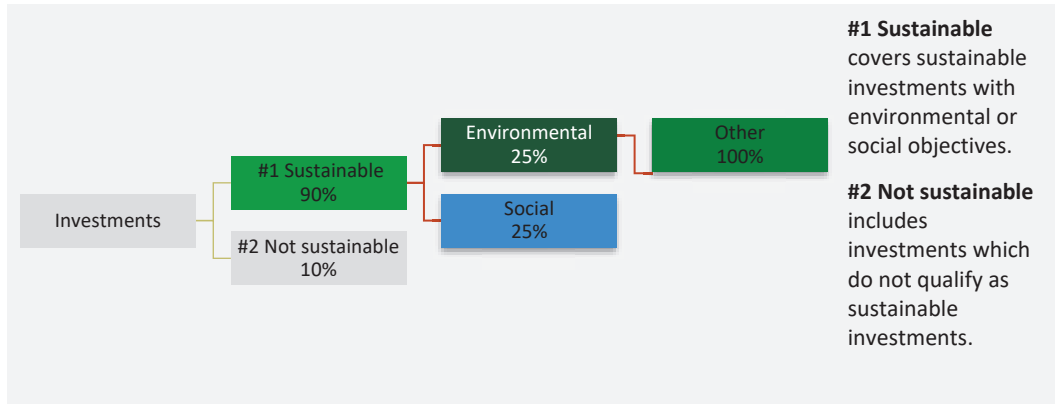 Investments
#1 Sustainable
90%
#2 Not sustainable
10%
Environmental
25%
Social
25%
Other
100%
#1 Sustainable
covers sustainable
investments with
environmental or
social objectives.
#2 Not sustainable
includes
investments which
do not qualify as
sustainable
investments.